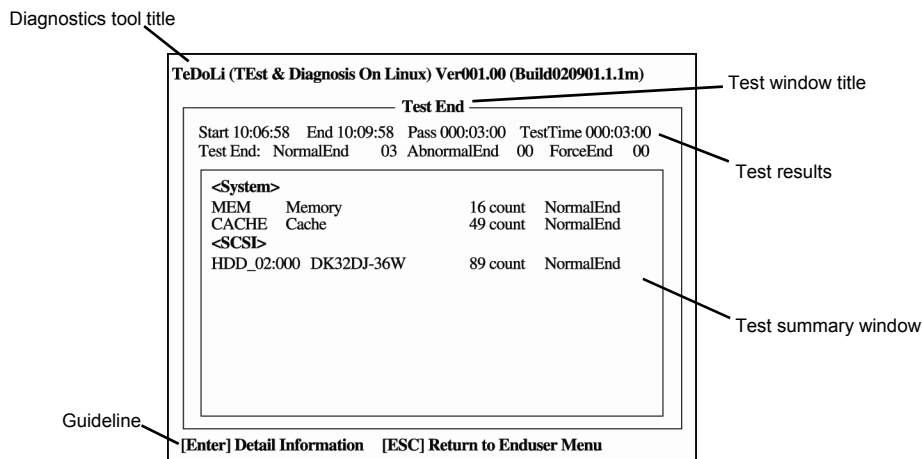 Diagnostics tool title
TeDoLi (TEst & Diagnosis On Linux) Ver001.00 (Build020901.1.1m)
Test window title
Test End
Start 10:06:58 End 10:09:58 Pass 000:03:00 TestTime 000:03:00
Test End: NormalEnd 03 AbnormalEnd 00 ForceEnd 00
Test results
<System>
MEM Memory 16 count NormalEnd
CACHE Cache 49 count NormalEnd
<SCSI>
HDD_02:000 DK32DJ-36W 89 count NormalEnd
Test summary window
Guideline
[Enter] Detail Information [ESC] Return to Enduser Menu